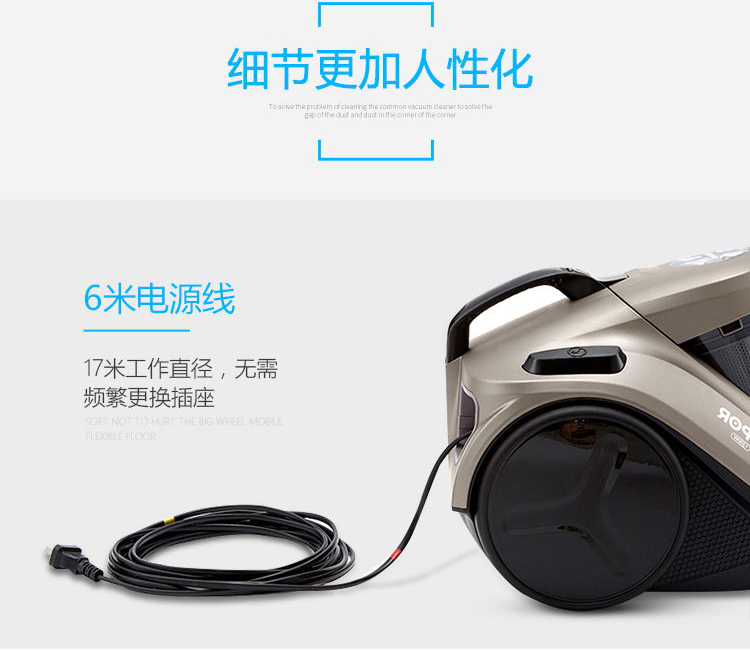 细节更加人性化
To solve the problem of cleaning the common vacuum cleaner to solve the
gap of the dust and dust in the corner of the corner
6米电源线
17米工作直径，无需
频繁更换插座
SOFT NOT TO HURT THE BIG WHEEL MOBILE
FLEXIBLE FLOOR